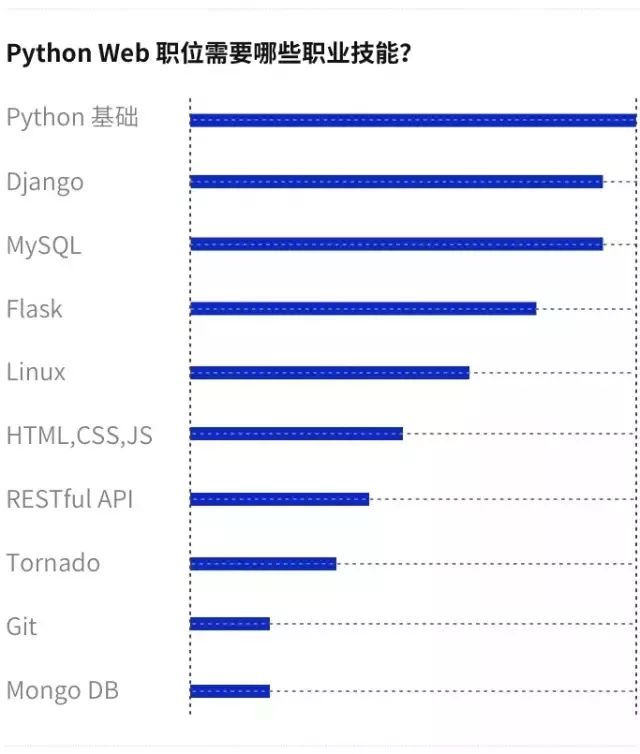 Python Web 职位需要哪些职业技能?
Python 基础
Django
MySQL
Flask
Linux
HTML,CSS,JS
RESTful API
Tornado
Git
Mongo DB